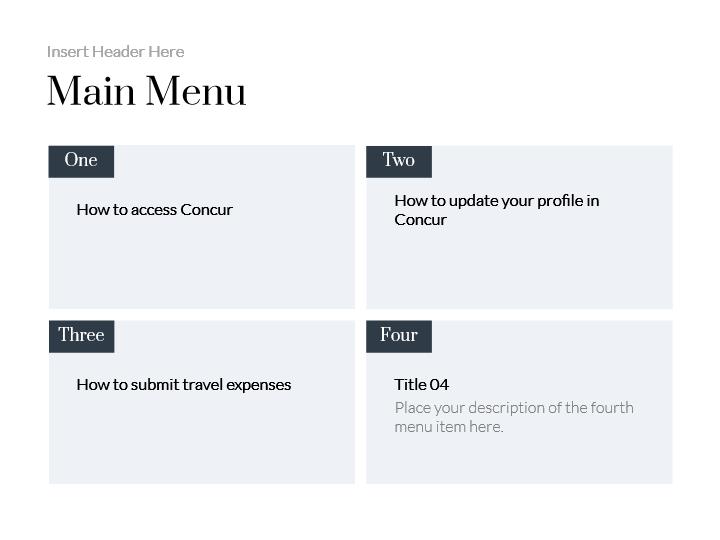 Insert Header Here
Main Menu
One
How to access Concur
Two
How to update your profile in
Concur
Three
How to submit travel expenses
Four
Title 04
Place your description of the fourth
menu item here.